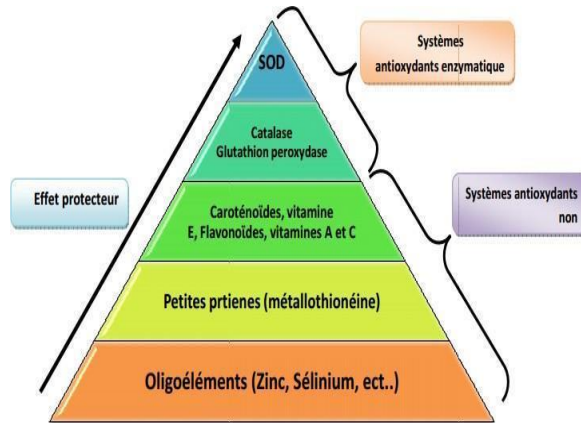 SOD
Systèmes
antioxydants enzymatique
Catalase
Glutathion peroxydase
Effet protecteur
Systèmes antioxydants
non
Caroténoïdes, vitamine
E, Flavonoïdes, vitamines A et C
Petites prtienes (métallothionéine)
Oligoéléments (Zinc, Sélinium, ect..)